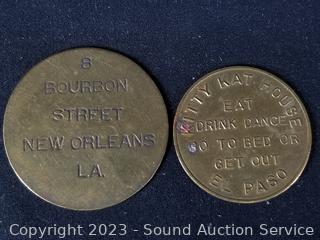 8
BOURBON
STREET
NEW ORLEANS
LA.
KITTY KAT HOUSE
EAT
DRINK DANCE
GO TO BED OR
GET OUT
EL PASO
Copyright 2023 - Sound Auction Service